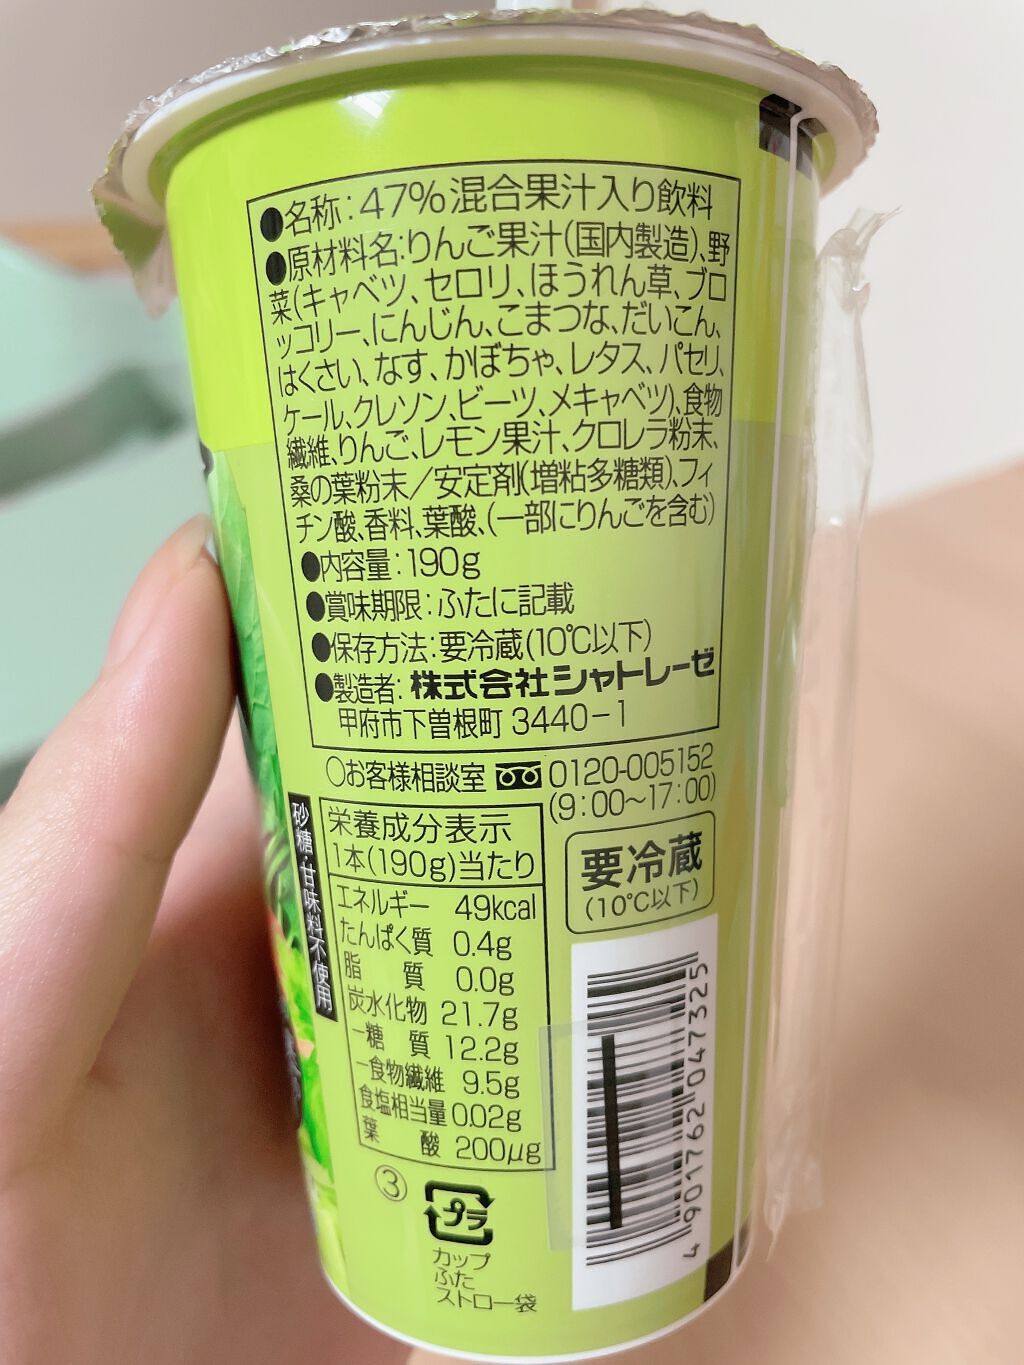 ●名称:47%混合果汁入り飲料
●原材料名:りんご果汁(国内製造)、野
菜(キャベツ、セロリ、ほうれん草、ブロ
ッコリー、にんじん、こまつな、だいこん、
はくさい、なす、かぼちゃ、レタス、パセリ、
ケール、クレソン、ビーツ、メキャベツ)、食物
繊維、りんご、レモン果汁、クロレラ粉末、
桑の葉粉末/安定剤(増粘多糖類)、フィ
チン酸、香料、葉酸、(一部にりんごを含む)
●内容量:190g
●賞味期限:ふたに記載
●保存方法:要冷蔵(10℃以下)
●製造者:株式会社シャトレーゼ
甲府市下曽根町 3440-1
○お客様相談室 0120-005152
(9:00~17:00)
砂糖・甘味料不使用
栄養成分表示
1本(190g)当たり
エネルギー 49kcal
たんぱく質 0.4g
脂質 0.0g
炭水化物 21.7g
-糖質 12.2g
-食物繊維 9.5g
食塩相当量 0.02g
葉酸 200μg
要冷蔵
(10℃以下)
4901762047325
③
プラ
カップ
ふた
ストロー袋